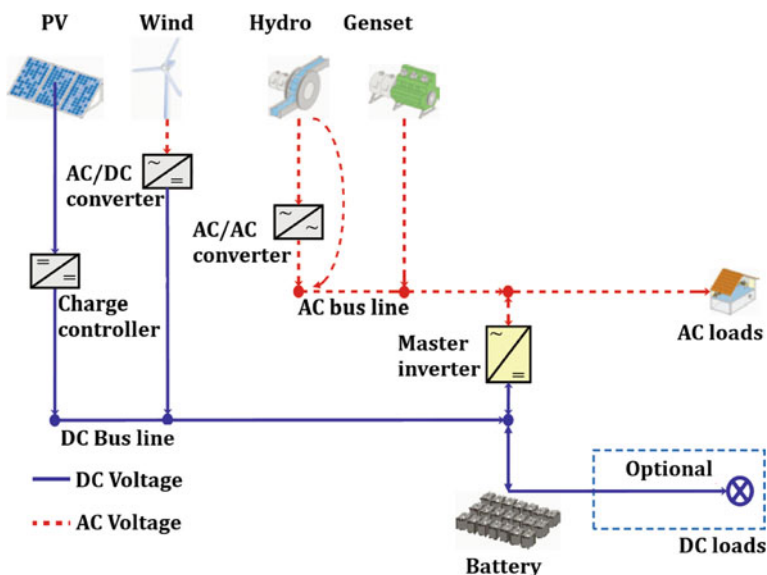 PV
Wind
Hydro
Genset
AC/DC
converter
AC/AC
converter
Charge
controller
AC bus line
AC loads
Master
inverter
DC Bus line
DC Voltage
AC Voltage
Optional
DC loads
Battery